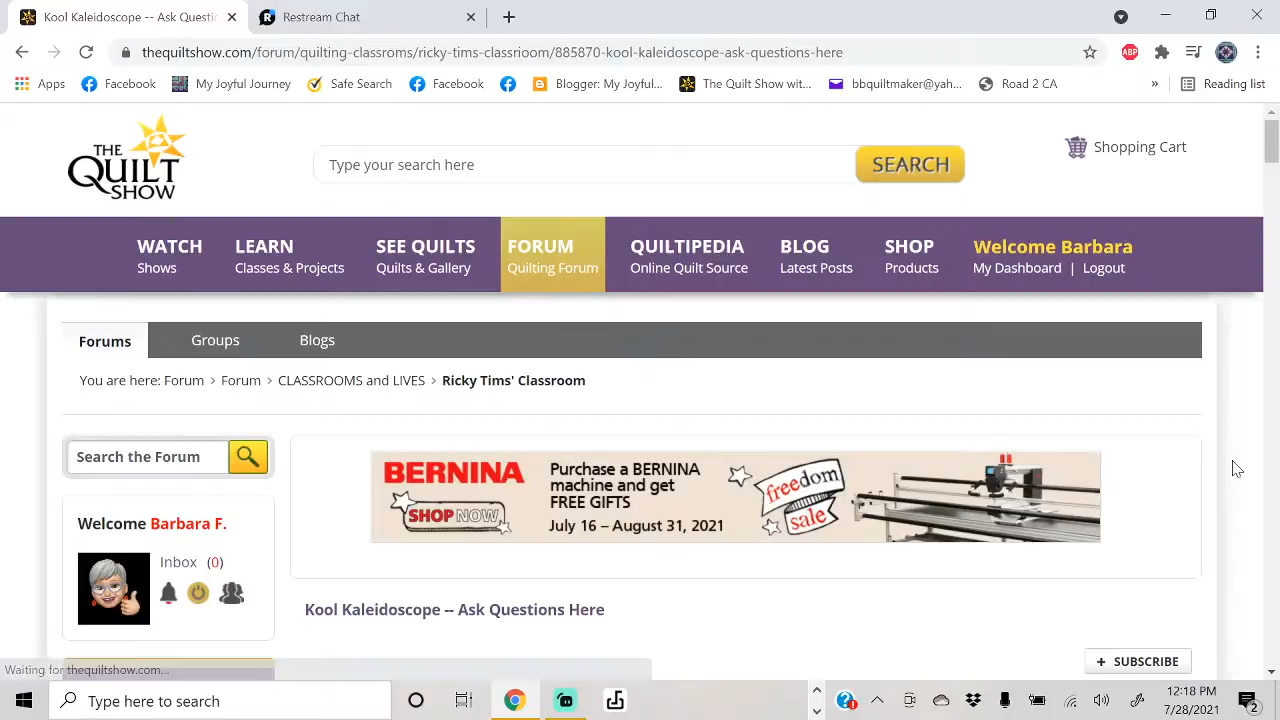 Kool Kaleidoscope -- Ask Questio
Restream Chat
thequiltshow.com/forum/quilting-classroms/ricky-tims-classrioom/885870-kool-kaleidoscope-ask-questions-here
ABP
Apps Facebook My Joyful Journey Safe Search Facebook Blogger: My Joyful... The Quilt Show wit... bbquiltmaker@yah... Road 2 CA » Reading list
THE QUILT SHOW
Type your search here
SEARCH
Shopping Cart
WATCH LEARN SEE QUILTS FORUM QUILTIPEDIA BLOG SHOP Welcome Barbara
Shows Classes & Projects Quilts & Gallery Quilting Forum Online Quilt Source Latest Posts Products My Dashboard | Logout
Forums Groups Blogs
You are here: Forum > Forum > CLASSROOMS and LIVES > Ricky Tims' Classroom
Search the Forum
BERNINA
SHOP NOW
Purchase a BERNINA
machine and get
FREE GIFTS
July 16 – August 31, 2021
freedom
sale
Welcome Barbara F.
Inbox (0)
Kool Kaleidoscope -- Ask Questions Here
+ SUBSCRIBE
Waiting for thequiltshow.com...
Type here to search
12:18 PM
7/28/2021
2